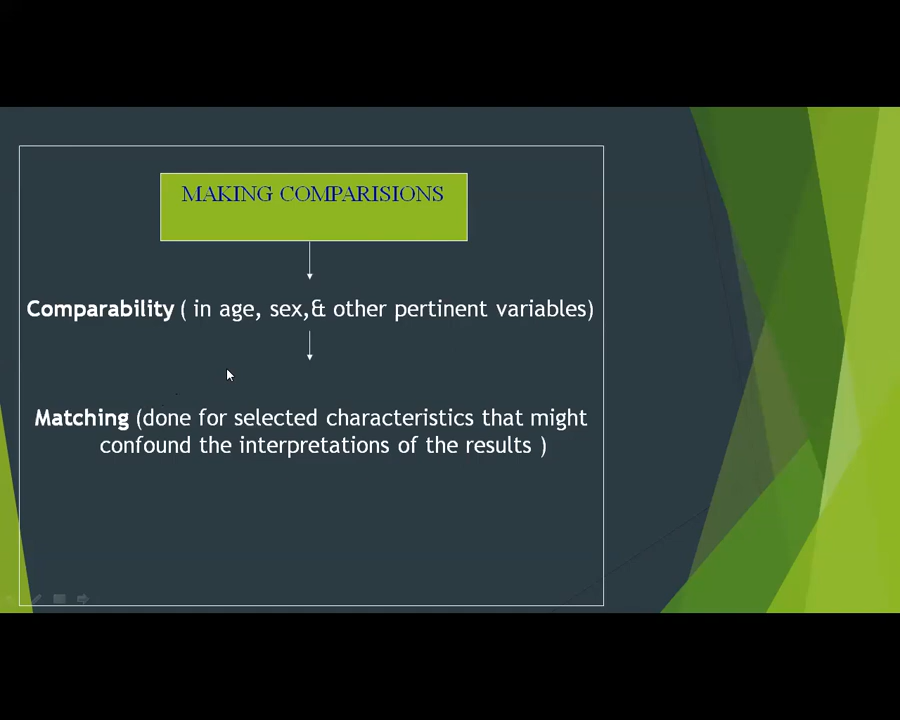 MAKING COMPARISIONS
Comparability ( in age, sex,& other pertinent variables)
Matching (done for selected characteristics that might
confound the interpretations of the results )